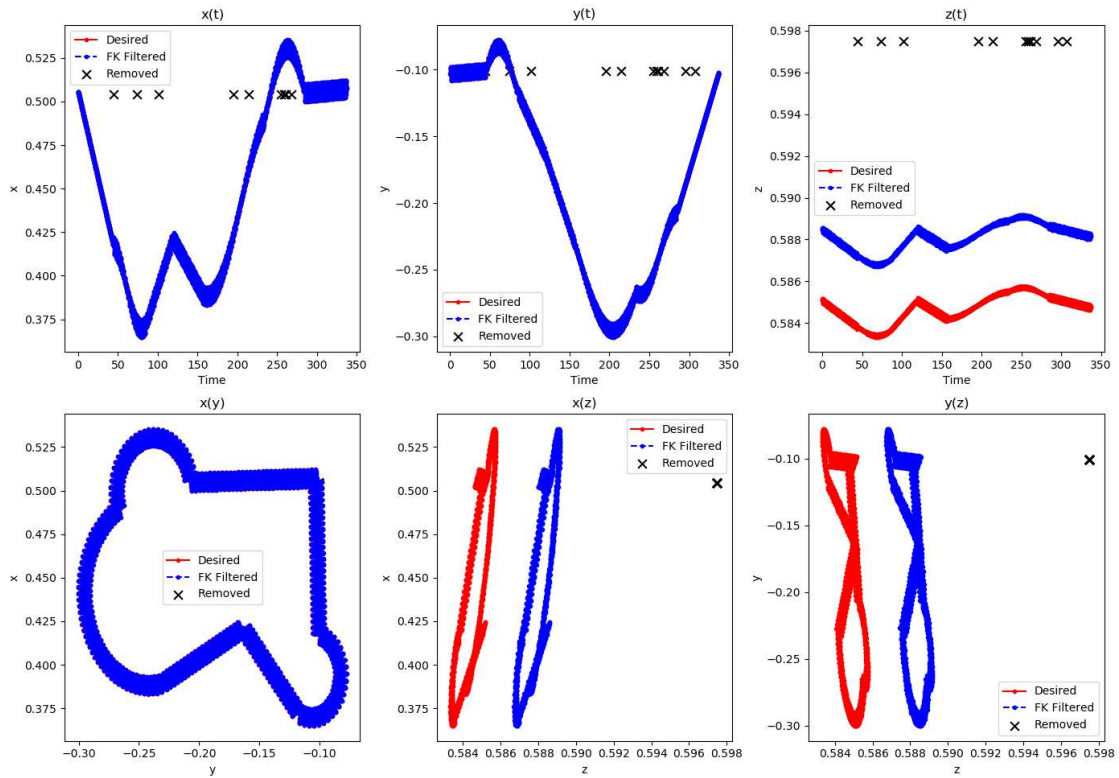 x(t)
y(t)
z(t)
Desired
FK Filtered
Removed
0.525
0.500
0.475
0.450
0.425
0.400
0.375
x
0 50 100 150 200 250 300 350
Time
−0.10
−0.15
−0.20
−0.25
−0.30
y
Desired
FK Filtered
Removed
0 50 100 150 200 250 300 350
Time
0.598
0.596
0.594
0.592
0.590
0.588
0.586
0.584
z
Desired
FK Filtered
Removed
0 50 100 150 200 250 300 350
Time
x(y)
x(z)
y(z)
0.525
0.500
0.475
0.450
0.425
0.400
0.375
x
Desired
FK Filtered
Removed
−0.30 −0.25 −0.20 −0.15 −0.10
y
Desired
FK Filtered
Removed
0.525
0.500
0.475
0.450
0.425
0.400
0.375
x
0.584 0.586 0.588 0.590 0.592 0.594 0.596 0.598
z
−0.10
−0.15
−0.20
−0.25
−0.30
y
Desired
FK Filtered
Removed
0.584 0.586 0.588 0.590 0.592 0.594 0.596 0.598
z